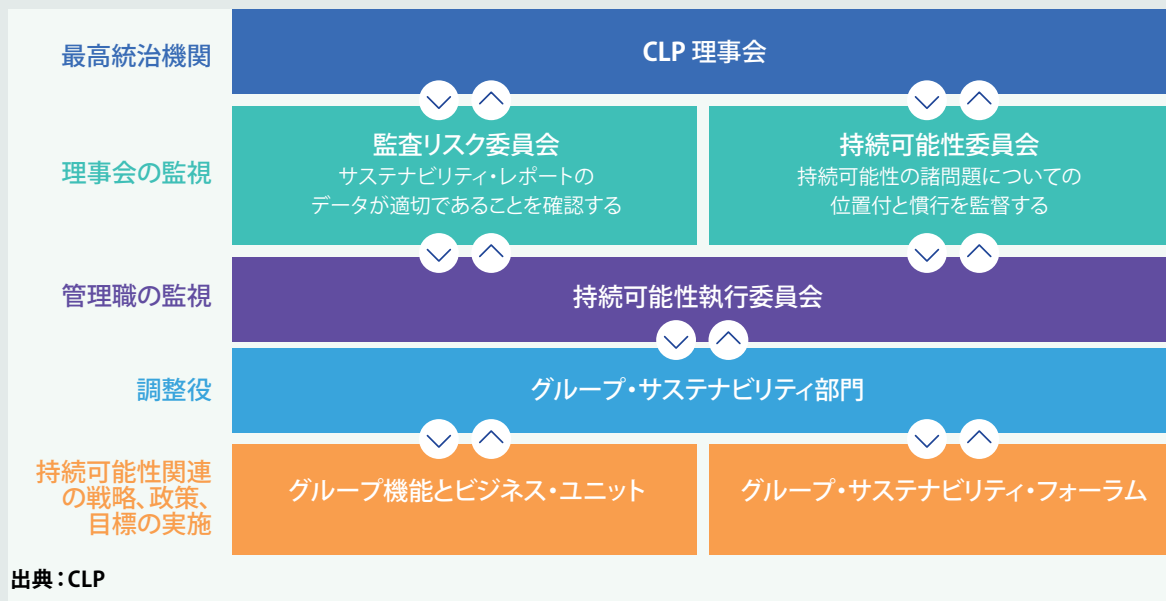 最高統治機関
CLP 理事会
理事会の監視
監査リスク委員会
サステナビリティ・レポートの
データが適切であることを確認する
持続可能性委員会
持続可能性の諸問題についての
位置付と慣行を監督する
管理職の監視
持続可能性執行委員会
調整役
グループ・サステナビリティ部門
持続可能性関連
の戦略、政策、
目標の実施
グループ機能とビジネス・ユニット
グループ・サステナビリティ・フォーラム
出典：CLP